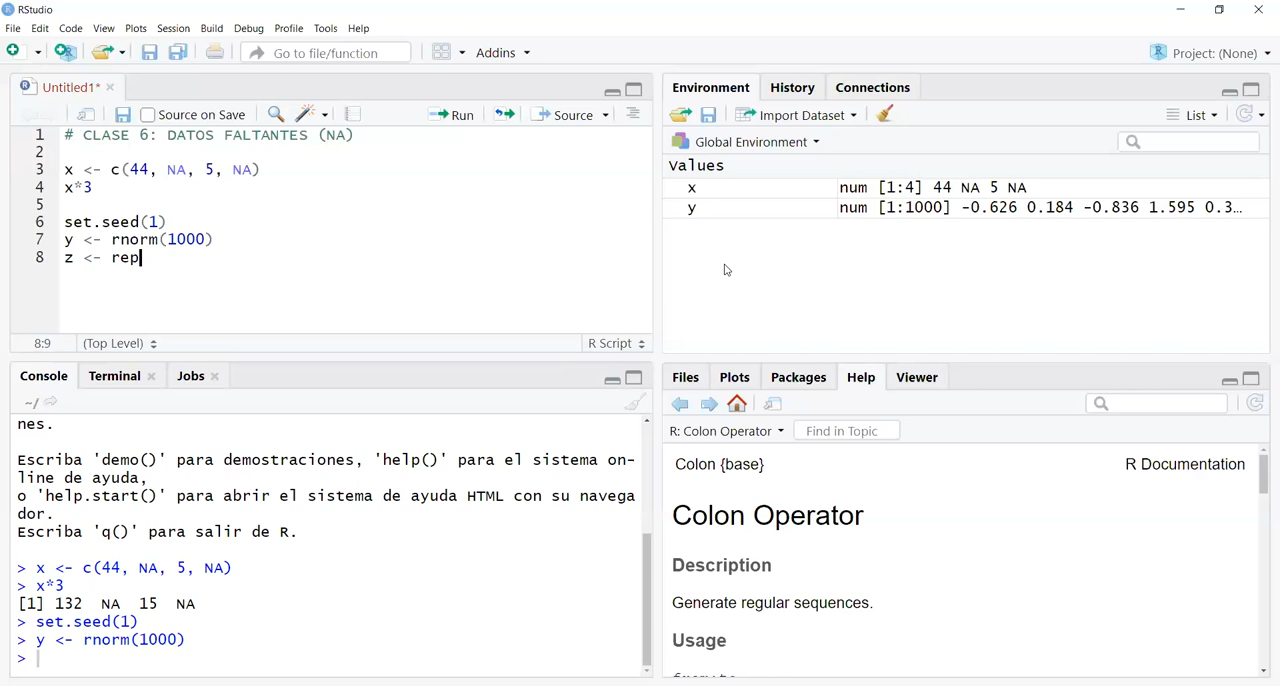 RStudio
File Edit Code View Plots Session Build Debug Profile Tools Help
Go to file/function Addins Project: (None)
Untitled1*
Source on Save Run Source
1 # CLASE 6: DATOS FALTANTES (NA)
2
3 x <- c(44, NA, 5, NA)
4 x*3
5
6 set.seed(1)
7 y <- rnorm(1000)
8 z <- rep
8:9 (Top Level) R Script
Console Terminal Jobs
~/
nes.
Escriba 'demo()' para demostraciones, 'help()' para el sistema on-
line de ayuda,
o 'help.start()' para abrir el sistema de ayuda HTML con su navega
dor.
Escriba 'q()' para salir de R.
> x <- c(44, NA, 5, NA)
> x*3
[1] 132 NA 15 NA
> set.seed(1)
> y <- rnorm(1000)
>
Environment History Connections
Import Dataset List
Global Environment
Values
x num [1:4] 44 NA 5 NA
y num [1:1000] -0.626 0.184 -0.836 1.595 0.3...
Files Plots Packages Help Viewer
R: Colon Operator Find in Topic
Colon {base} R Documentation
Colon Operator
Description
Generate regular sequences.
Usage